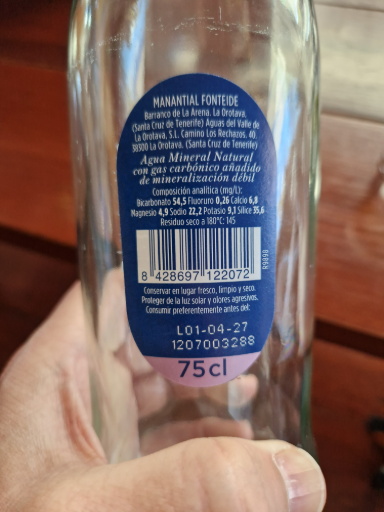 MANANTIAL FONTEIDE
Barranco de La Arena. La Orotava.
(Santa Cruz de Tenerife) Aguas del Valle de
La Orotava, S.L. Camino Los Rechazos, 40.
38300 La Orotava. (Santa Cruz de Tenerife)
Agua Mineral Natural
con gas carbónico añadido
de mineralización débil
Composición analítica (mg/L):
Bicarbonato 54,5 Fluoruro 0,26 Calcio 6,8
Magnesio 4,9 Sodio 22,2 Potasio 9,1 Sílice 35,6
Residuo seco a 180°C: 145
8 428697 122072
R9898
Conservar en lugar fresco, limpio y seco.
Proteger de la luz solar y olores agresivos.
Consumir preferentemente antes del:
L01-04-27
1207003288
75cl